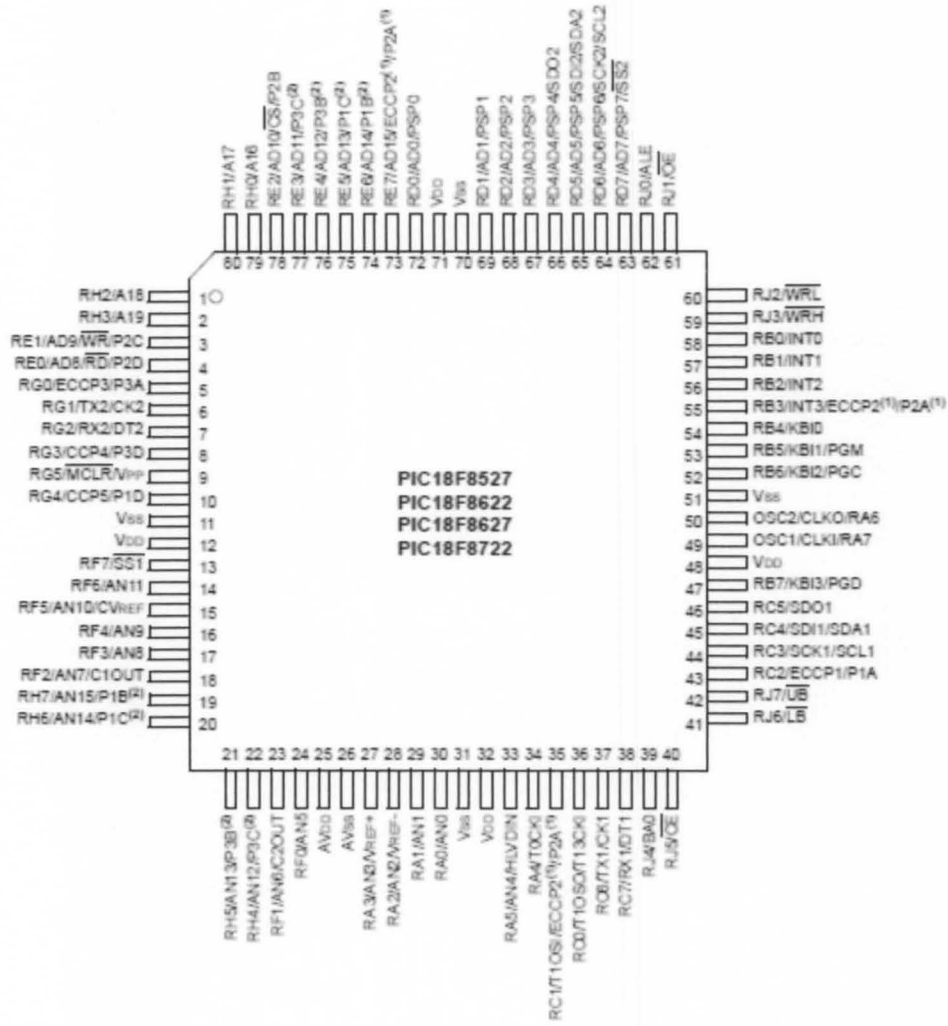 RH1/A17
RH0/A16
RE2/AD10/CS/P2B
RE3/AD11/P3C(2)
RE4/AD12/P3B(2)
RE5/AD13/P1C(2)
RE6/AD14/P1B(2)
RE7/AD15/ECCP2(1)/P2A(1)
RD0/AD0/PSP0
VDD
VSS
RD1/AD1/PSP1
RD2/AD2/PSP2
RD3/AD3/PSP3
RD4/AD4/PSP4/SDO2
RD5/AD5/PSP5/SDI2/SDA2
RD6/AD6/PSP6/SCK2/SCL2
RD7/AD7/PSP7/SS2
RJ0/ALE
RJ1/OE
80 79 78 77 76 75 74 73 72 71 70 69 68 67 66 65 64 63 62 61
RH2/A18 1
RH3/A19 2
RE1/AD9/WR/P2C 3
RE0/AD8/RD/P2D 4
RG0/ECCP3/P3A 5
RG1/TX2/CK2 6
RG2/RX2/DT2 7
RG3/CCP4/P3D 8
RG5/MCLR/VPP 9
RG4/CCP5/P1D 10
VSS 11
VDD 12
RF7/SS1 13
RF6/AN11 14
RF5/AN10/CVREF 15
RF4/AN9 16
RF3/AN8 17
RF2/AN7/C1OUT 18
RH7/AN15/P1B(2) 19
RH6/AN14/P1C(2) 20
PIC18F8527
PIC18F8622
PIC18F8627
PIC18F8722
60 RJ2/WRL
59 RJ3/WRH
58 RB0/INT0
57 RB1/INT1
56 RB2/INT2
55 RB3/INT3/ECCP2(1)/P2A(1)
54 RB4/KBI0
53 RB5/KBI1/PGM
52 RB6/KBI2/PGC
51 VSS
50 OSC2/CLKO/RA6
49 OSC1/CLKI/RA7
48 VDD
47 RB7/KBI3/PGD
46 RC5/SDO1
45 RC4/SDI1/SDA1
44 RC3/SCK1/SCL1
43 RC2/ECCP1/P1A
42 RJ7/UB
41 RJ6/LB
21 22 23 24 25 26 27 28 29 30 31 32 33 34 35 36 37 38 39 40
RH5/AN13/P3B(2)
RH4/AN12/P3C(2)
RF1/AN6/C2OUT
RF0/AN5
AVDD
AVSS
RA3/AN3/VREF+
RA2/AN2/VREF-
RA1/AN1
RA0/AN0
VSS
VDD
RA5/AN4/HLVDIN
RA4/T0CKI
RC1/T1OSI/ECCP2(1)/P2A(1)
RC0/T1OSO/T13CKI
RC6/TX1/CK1
RC7/RX1/DT1
RJ4/BA0
RJ5/CE